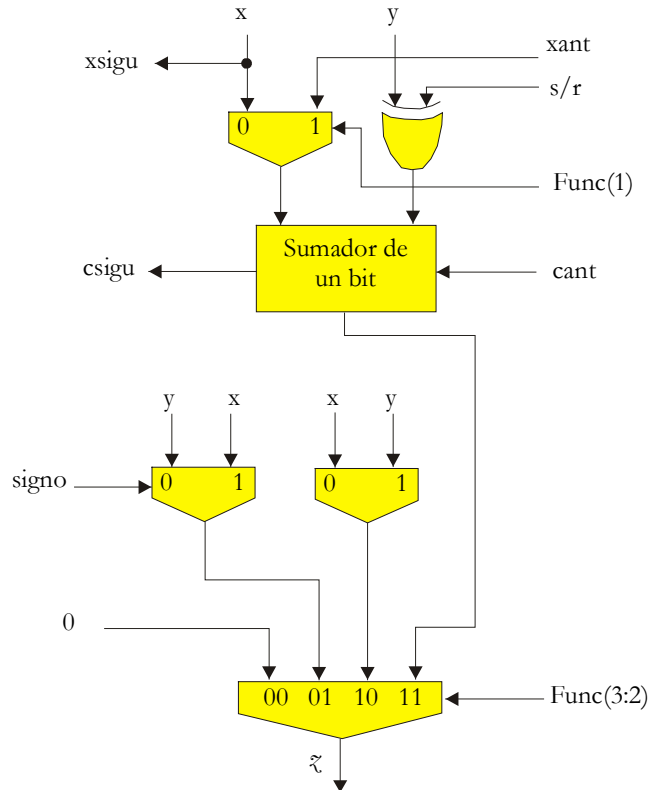 x
y
xant
xsigu
s/r
0 1
Func(1)
Sumador de
un bit
csigu
cant
y x
x y
signo
0 1
0 1
0
00 01 10 11
Func(3:2)
z